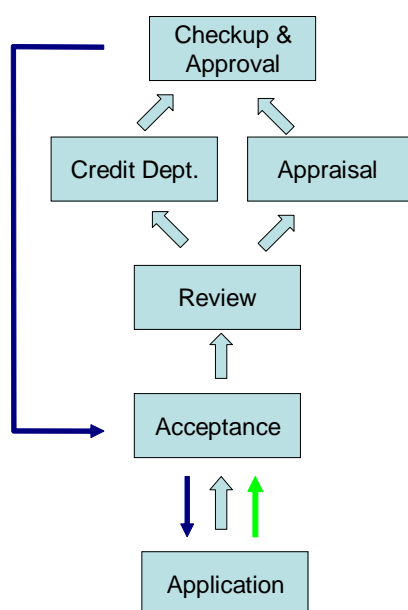 Checkup &
Approval
Credit Dept.
Appraisal
Review
Acceptance
Application